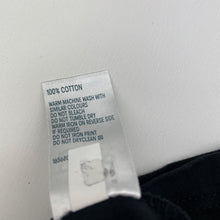 100% COTTON
WARM MACHINE WASH WITH
SIMILAR COLOURS
DO NOT BLEACH
DO NOT TUMBLE DRY
WARM IRON ON REVERSE SIDE
IF REQUIRED
DO NOT IRON PRINT
DO NOT DRYCLEAN